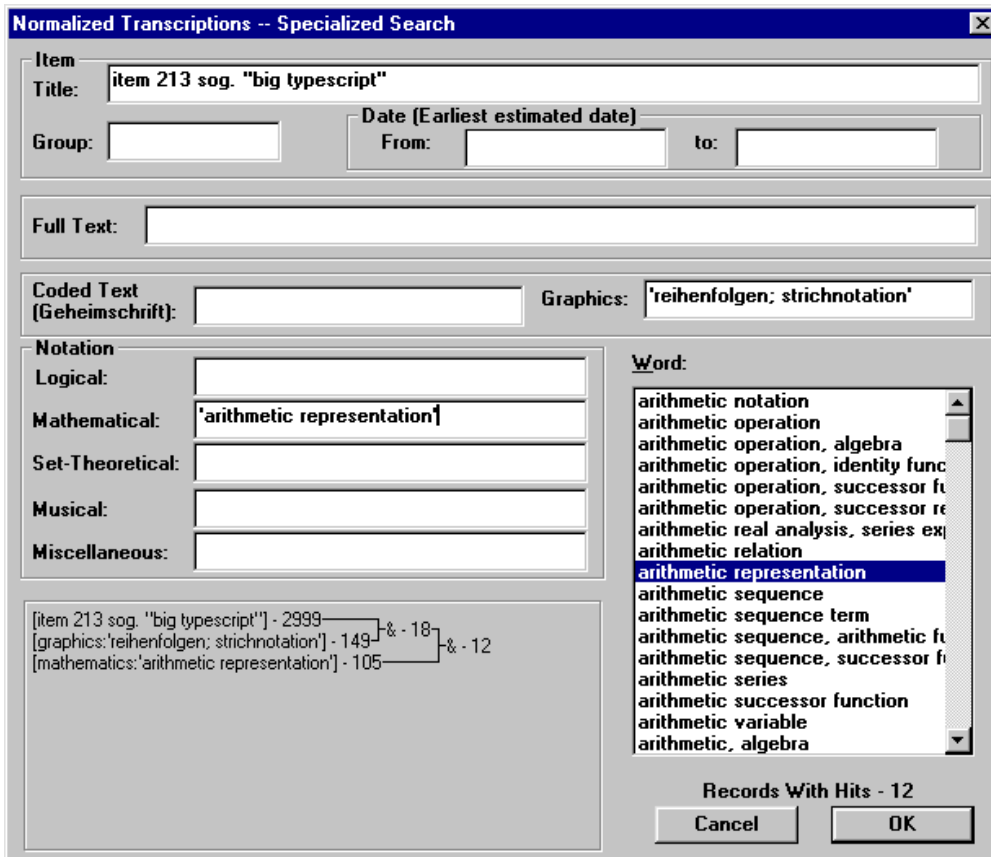 Normalized Transcriptions -- Specialized Search
Item
Title: item 213 sog. "big typescript"
Date (Earliest estimated date)
Group: From: to:
Full Text:
Coded Text
(Geheimschrift): Graphics: 'reihenfolgen; strichnotation'
Notation
Logical:
Mathematical: 'arithmetic representation'
Set-Theoretical:
Musical:
Miscellaneous:
Word:
arithmetic notation
arithmetic operation
arithmetic operation, algebra
arithmetic operation, identity func
arithmetic operation, successor fu
arithmetic operation, successor re
arithmetic real analysis, series ex
arithmetic relation
arithmetic representation
arithmetic sequence
arithmetic sequence term
arithmetic sequence, arithmetic fu
arithmetic sequence, successor f
arithmetic series
arithmetic successor function
arithmetic variable
arithmetic, algebra
[item 213 sog. "big typescript"] - 2999
& - 18
[graphics:'reihenfolgen; strichnotation'] - 149
& - 12
[mathematics:'arithmetic representation'] - 105
Records With Hits - 12
Cancel OK